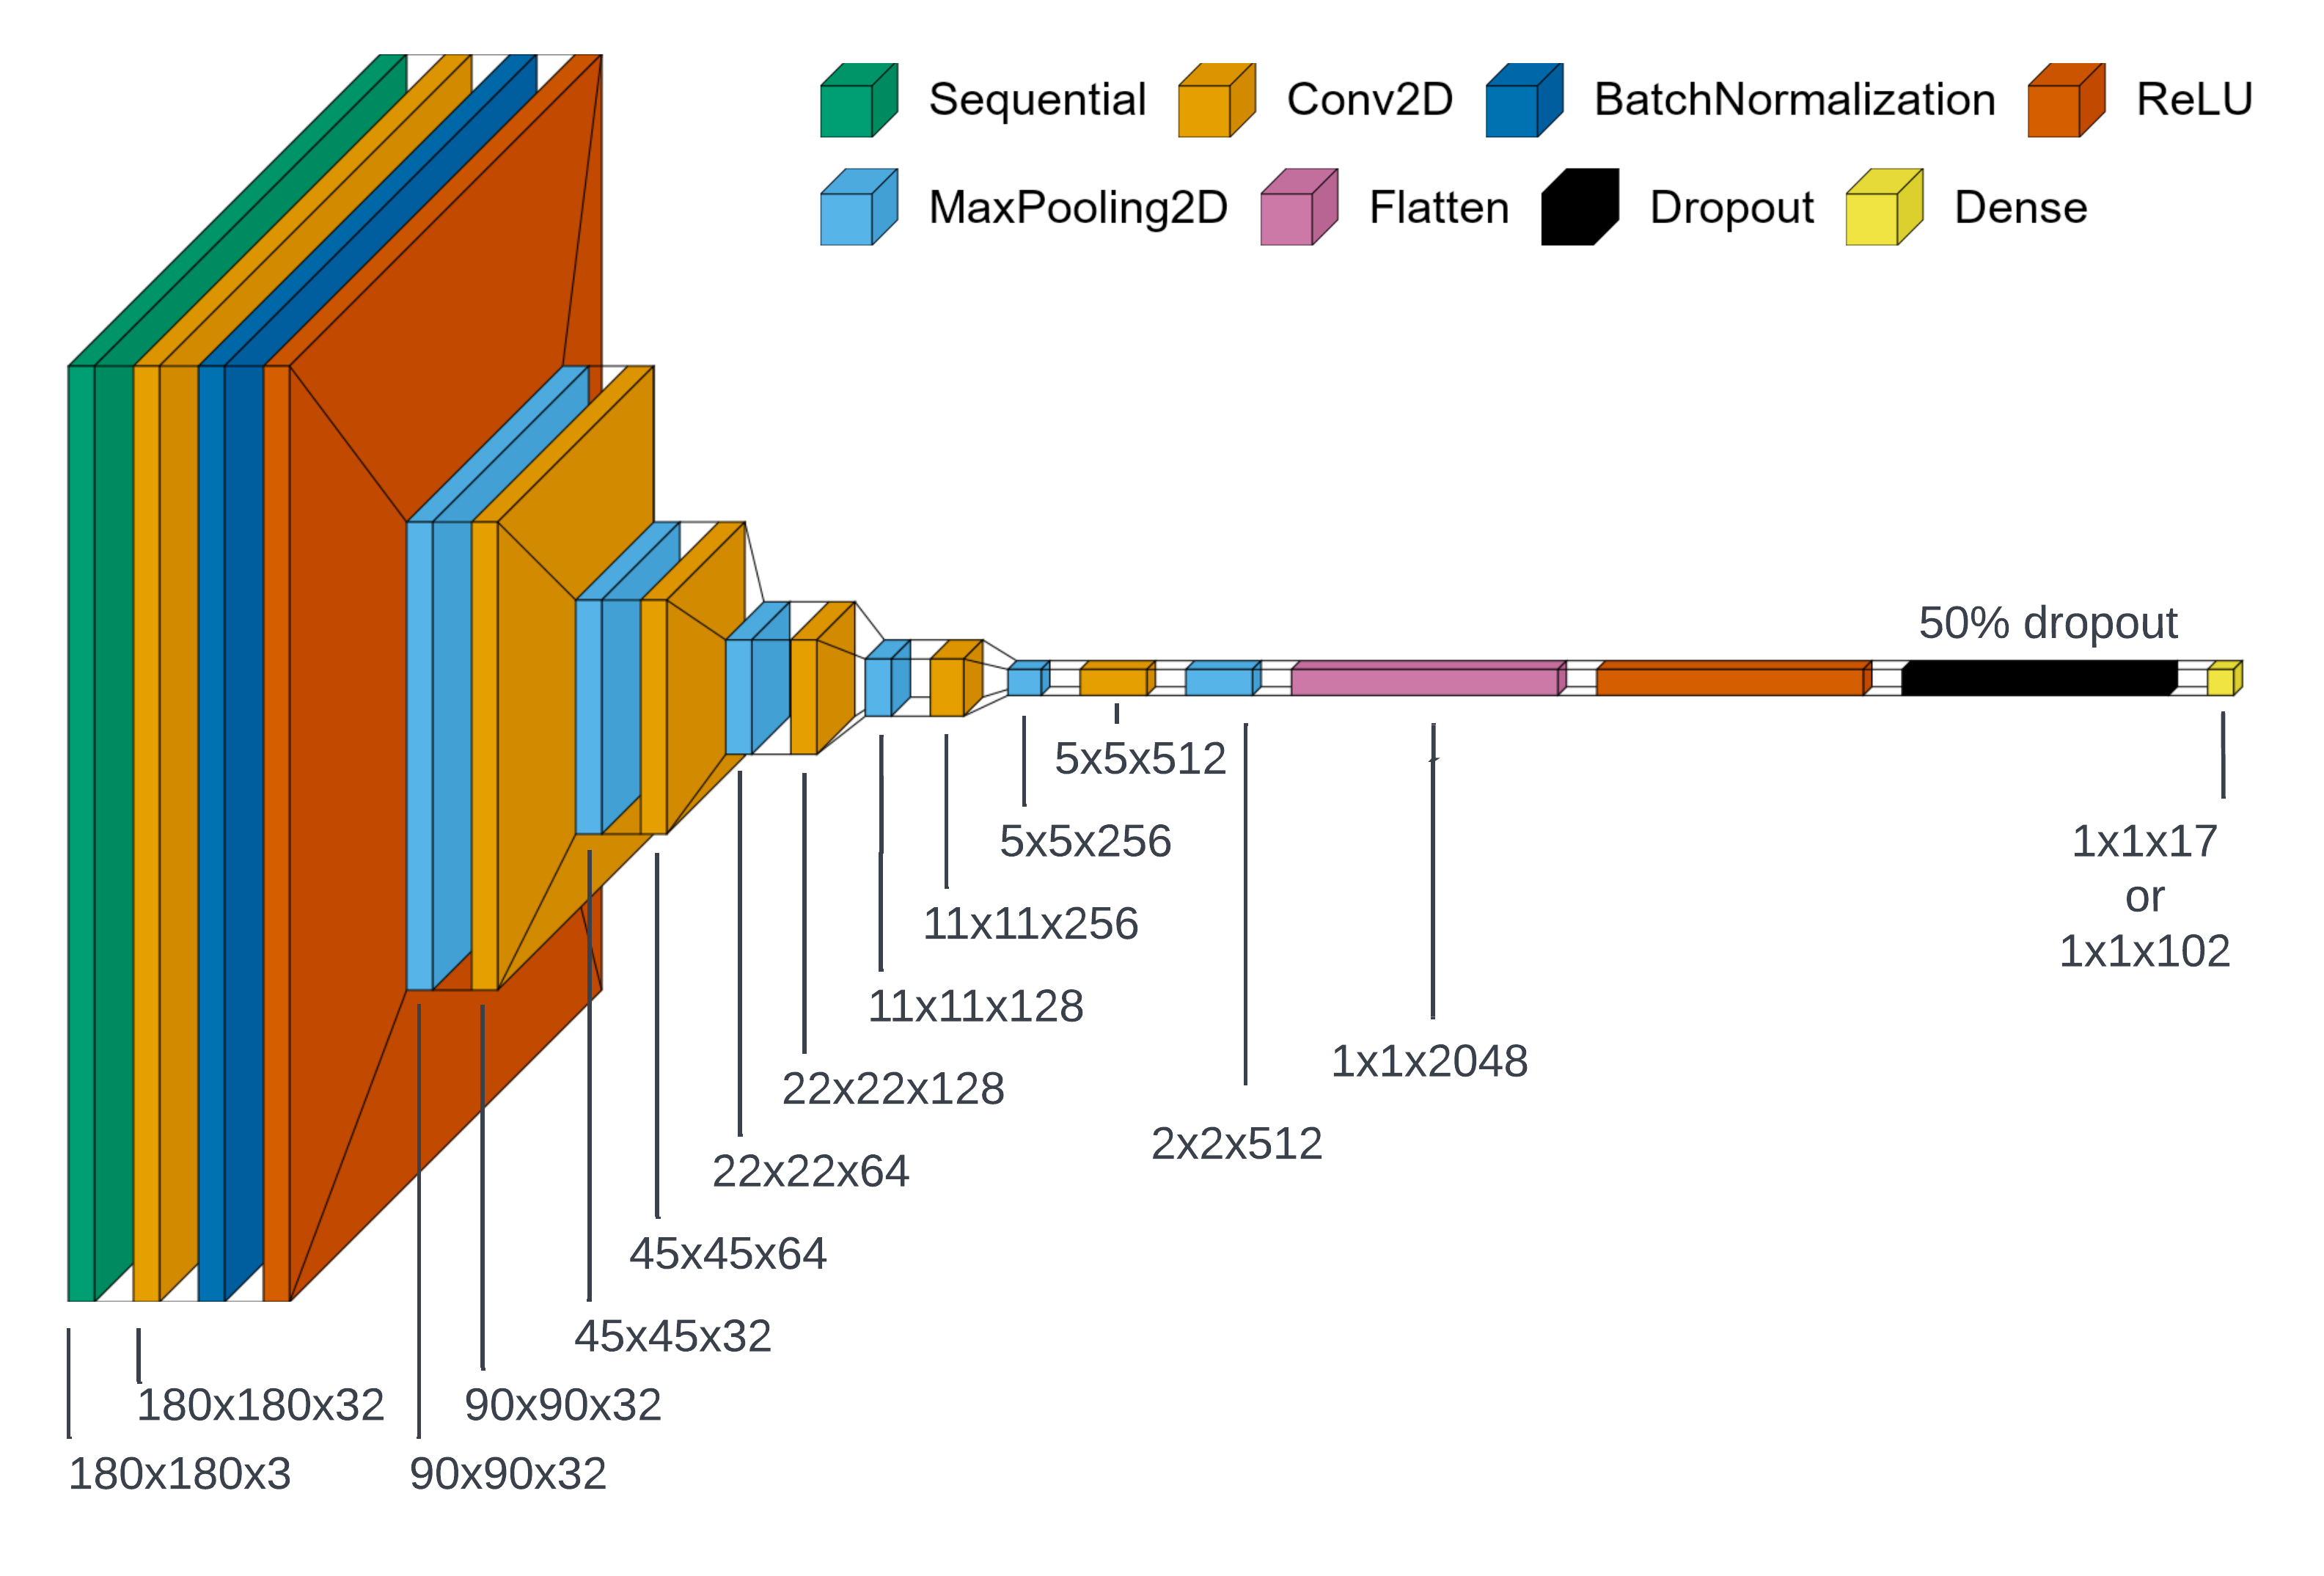 Sequential Conv2D BatchNormalization ReLU
MaxPooling2D Flatten Dropout Dense
50% dropout
5x5x512
5x5x256
1x1x17
or
1x1x102
11x11x256
11x11x128
1x1x2048
22x22x128
2x2x512
22x22x64
45x45x64
45x45x32
180x180x32
90x90x32
180x180x3
90x90x32